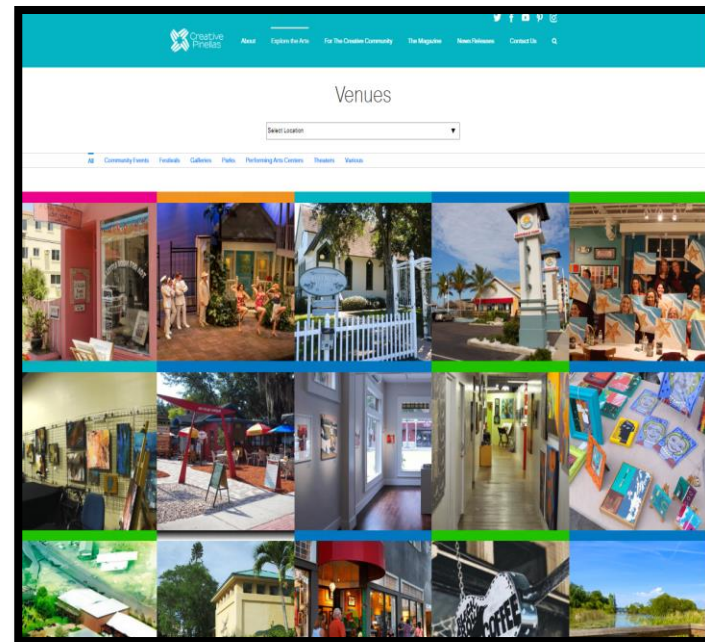 Creative
Pinellas
About Explore the Arts For The Creative Community The Magazine News Releases Contact Us
Venues
Select Location
All Community Events Festivals Galleries Parks Performing Arts Centers Theaters Various
COFFEE